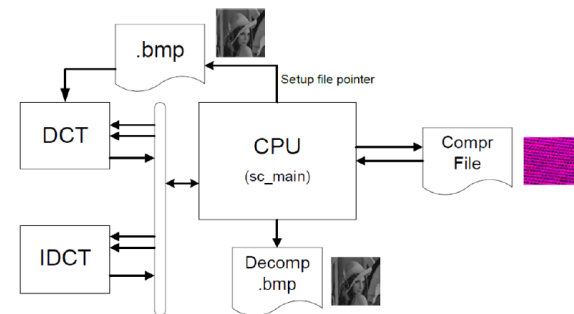 .bmp
Setup file pointer
DCT
CPU
(sc_main)
Compr
File
IDCT
Decomp
.bmp